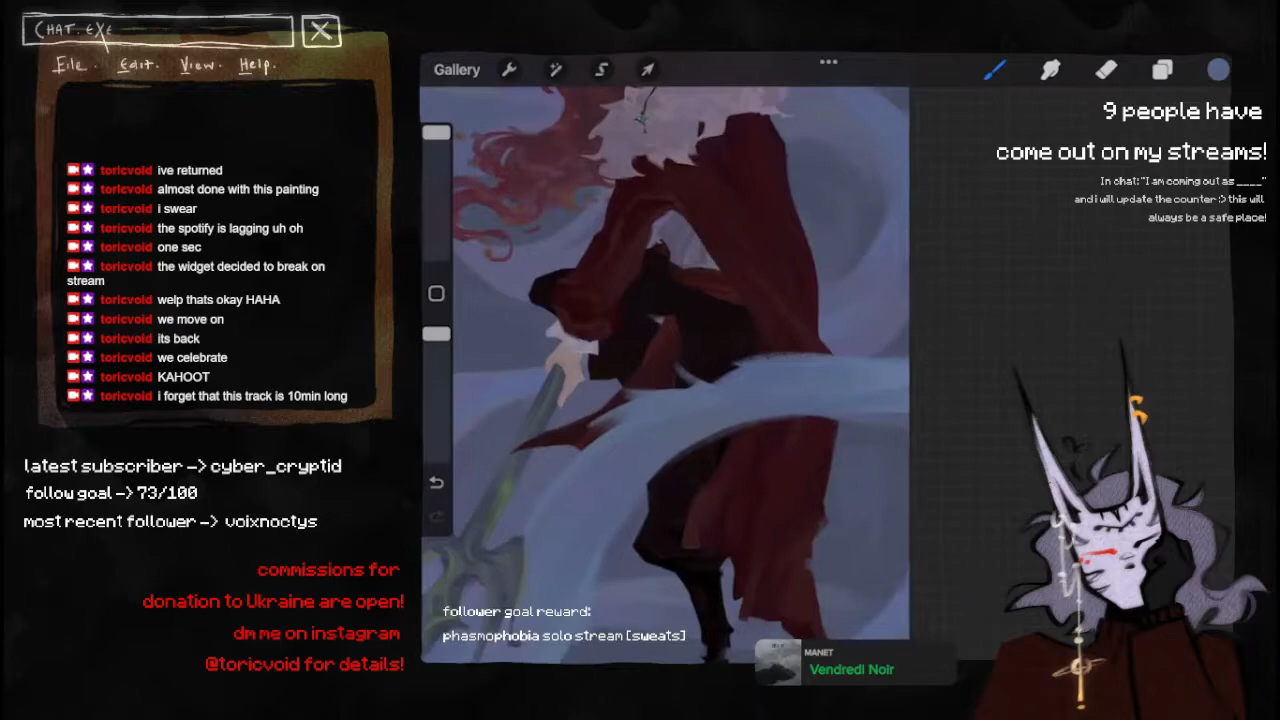 CHAT.EXE
File. Edit. View. Help.
toricvoid ive returned
toricvoid almost done with this painting
toricvoid i swear
toricvoid the spotify is lagging uh oh
toricvoid one sec
toricvoid the widget decided to break on
stream
toricvoid welp thats okay HAHA
toricvoid we move on
toricvoid its back
toricvoid we celebrate
toricvoid KAHOOT
toricvoid i forget that this track is 10min long
latest subscriber -> cyber_cryptid
follow goal -> 73/100
most recent follower -> voixnoctys
commissions for
donation to Ukraine are open!
dm me on instagram
@toricvoid for details!
Gallery
follower goal reward:
phasmophobia solo stream [sweats]
MANET
Vendredi Noir
9 people have
come out on my streams!
In chat: "I am coming out as ____"
and i will update the counter :> this will
always be a safe place!